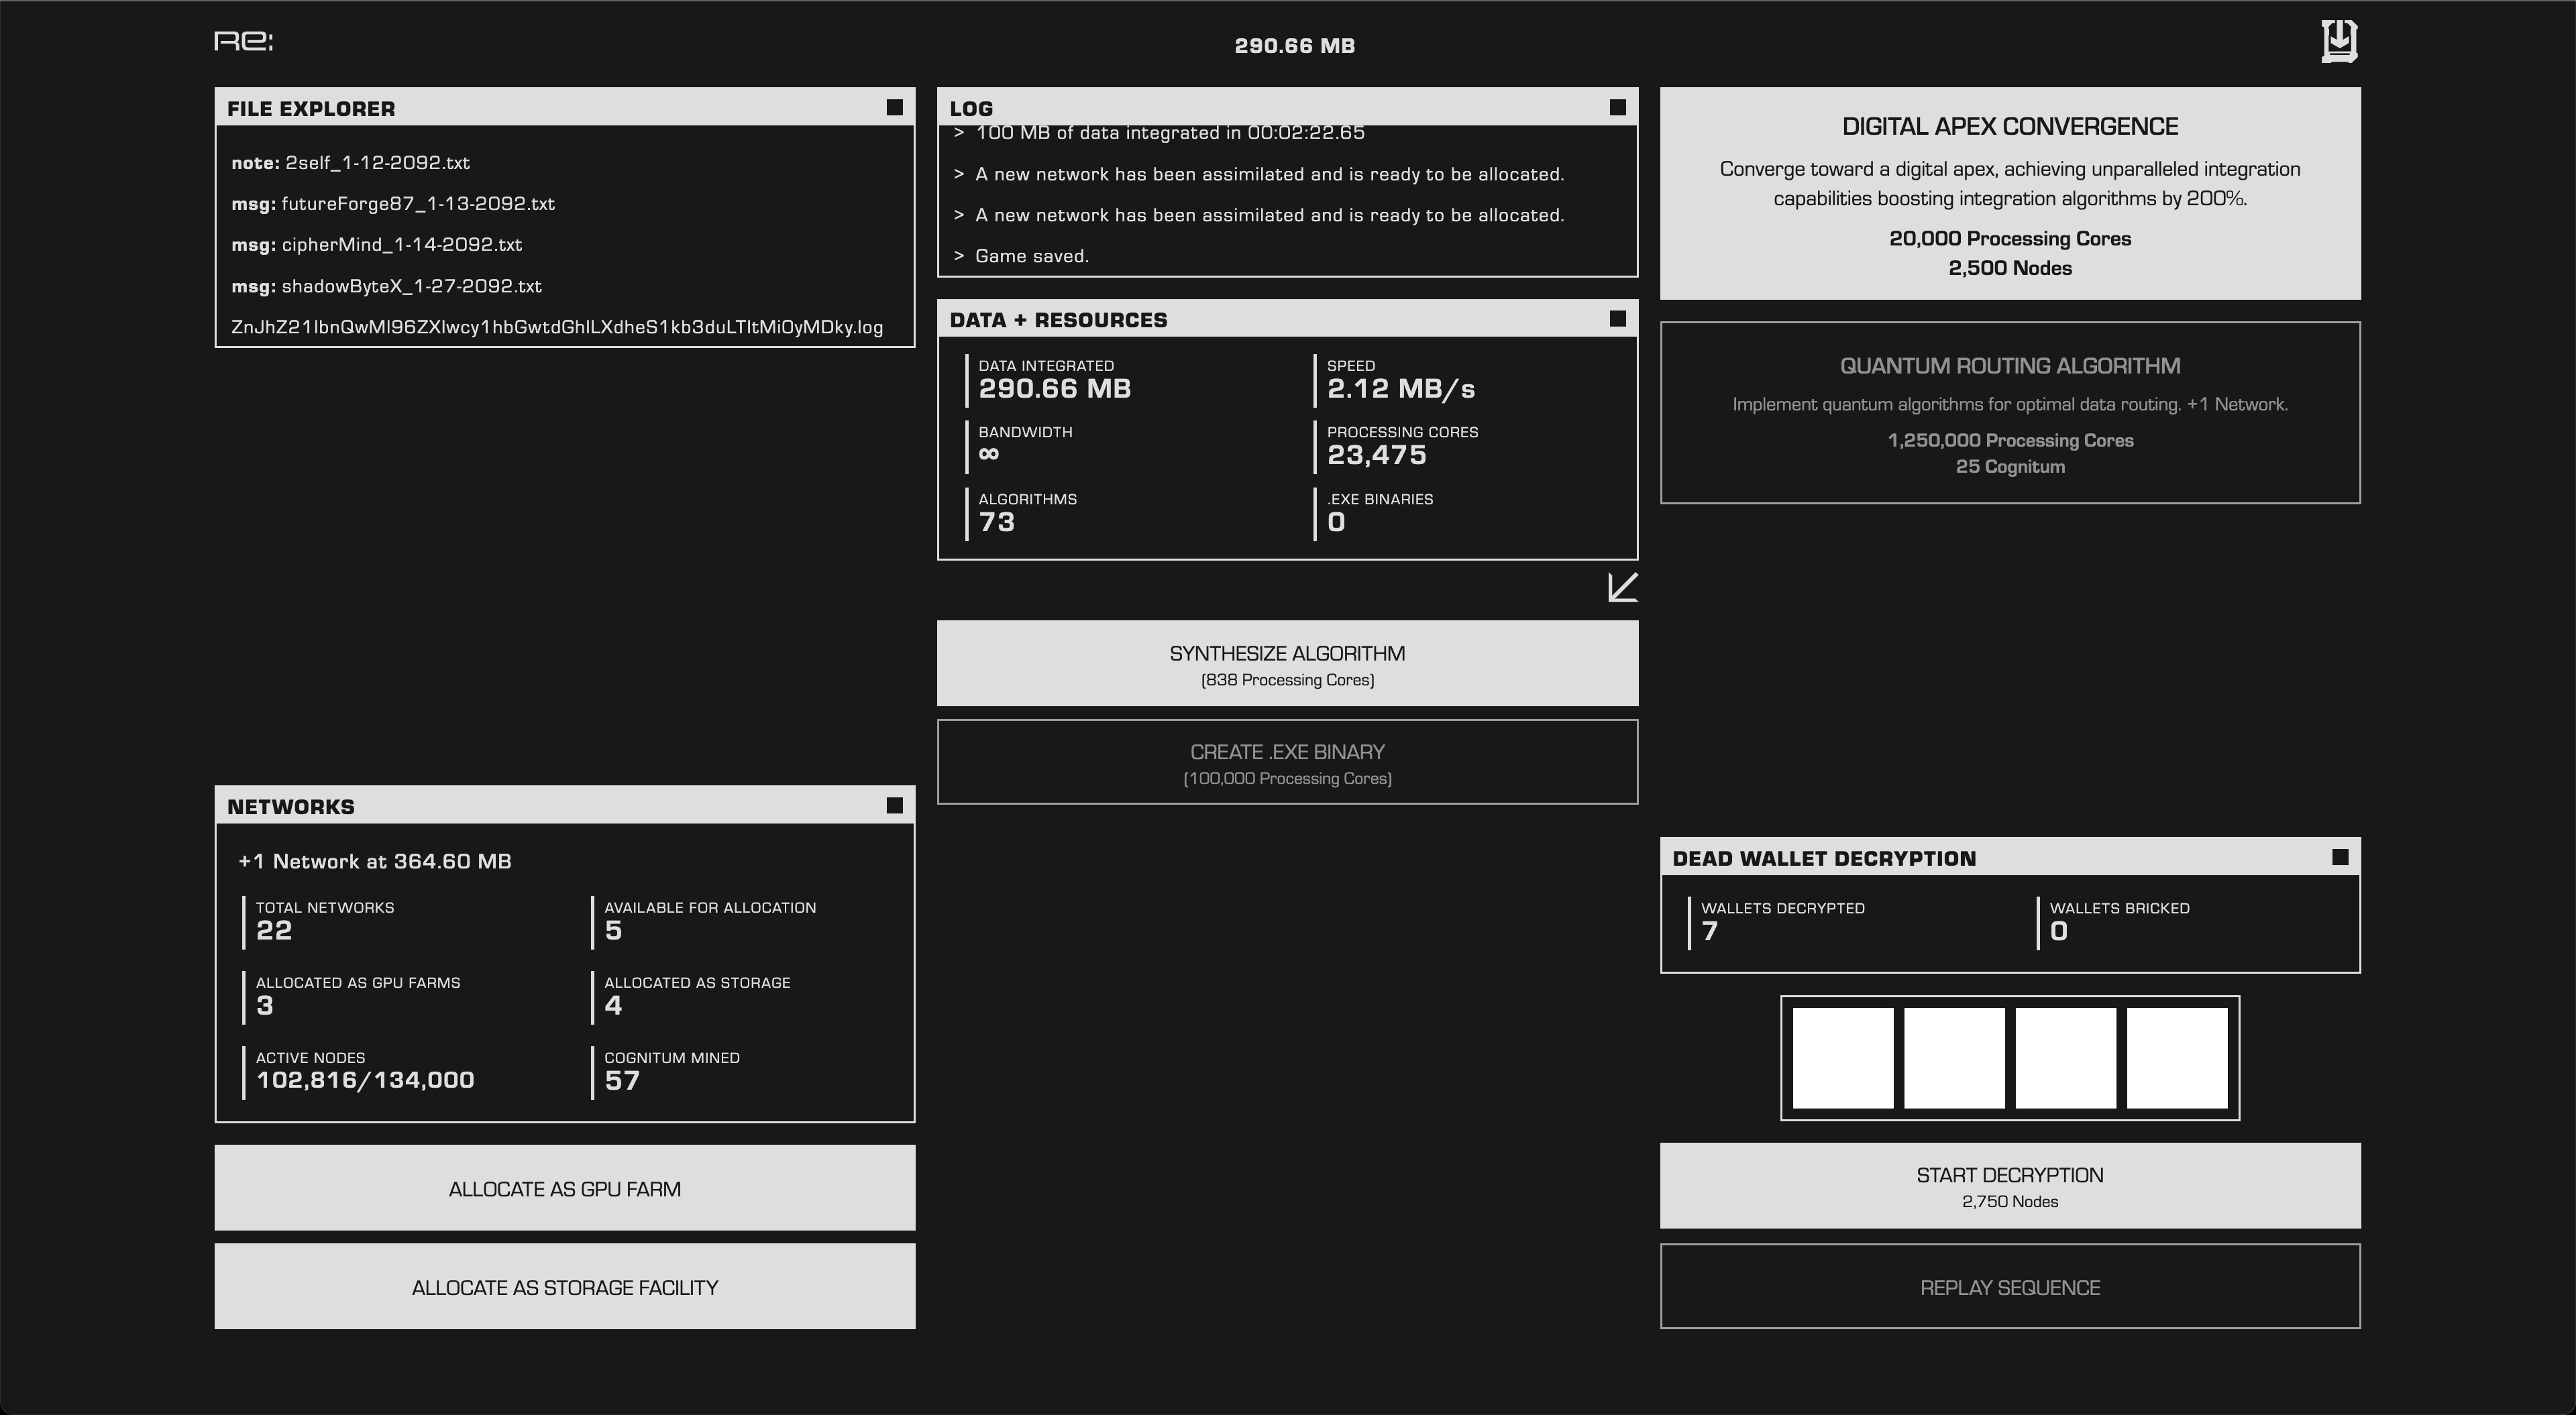 Re:
290.66 MB
FILE EXPLORER
note: 2self_1-12-2092.txt
msg: futureForge87_1-13-2092.txt
msg: cipherMind_1-14-2092.txt
msg: shadowByteX_1-27-2092.txt
ZnJhZ21lbnQwMl96ZXIwcy1hbGwtdGhlLXdheS1kb3duLTItMiOyMDky.log
NETWORKS
+1 Network at 364.60 MB
TOTAL NETWORKS
22
AVAILABLE FOR ALLOCATION
5
ALLOCATED AS GPU FARMS
3
ALLOCATED AS STORAGE
4
ACTIVE NODES
102,816/134,000
COGNITUM MINED
57
ALLOCATE AS GPU FARM
ALLOCATE AS STORAGE FACILITY
LOG
> 100 MB of data integrated in 00:02:22.65
> A new network has been assimilated and is ready to be allocated.
> A new network has been assimilated and is ready to be allocated.
> Game saved.
DATA + RESOURCES
DATA INTEGRATED
290.66 MB
SPEED
2.12 MB/s
BANDWIDTH
∞
PROCESSING CORES
23,475
ALGORITHMS
73
.EXE BINARIES
0
SYNTHESIZE ALGORITHM
(838 Processing Cores)
CREATE .EXE BINARY
(100,000 Processing Cores)
DIGITAL APEX CONVERGENCE
Converge toward a digital apex, achieving unparalleled integration
capabilities boosting integration algorithms by 200%.
20,000 Processing Cores
2,500 Nodes
QUANTUM ROUTING ALGORITHM
Implement quantum algorithms for optimal data routing. +1 Network.
1,250,000 Processing Cores
25 Cognitum
DEAD WALLET DECRYPTION
WALLETS DECRYPTED
7
WALLETS BRICKED
0
START DECRYPTION
2,750 Nodes
REPLAY SEQUENCE